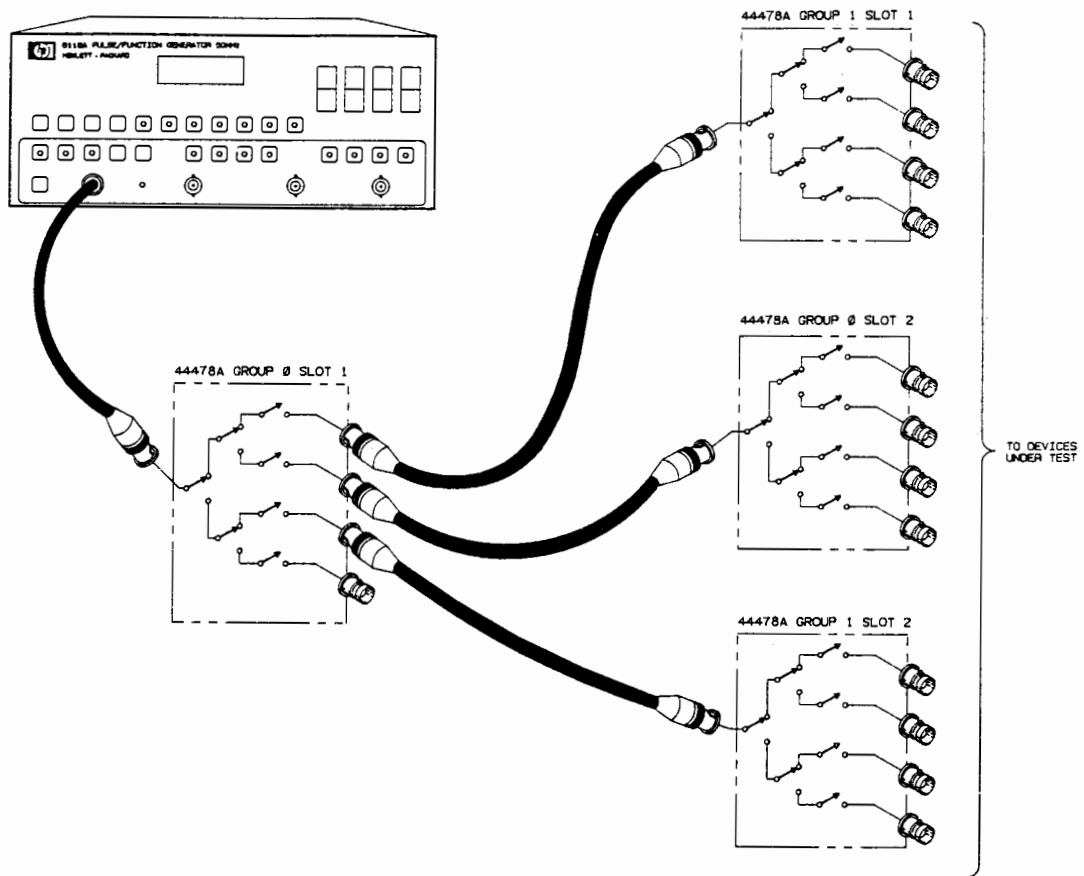 44478A GROUP 1 SLOT 1
hp 8116A PULSE/FUNCTION GENERATOR 50MHz
HEWLETT-PACKARD
44478A GROUP Ø SLOT 2
44478A GROUP Ø SLOT 1
TO DEVICES
UNDER TEST
44478A GROUP 1 SLOT 2